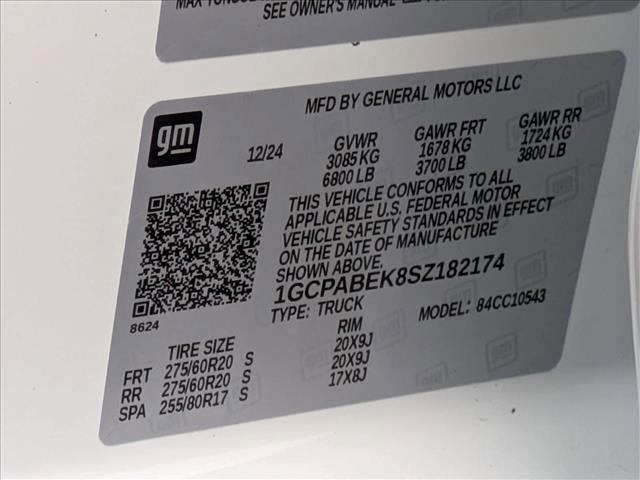 SEE OWNER'S MANUAL
MFD BY GENERAL MOTORS LLC
gm
12/24
GVWR
3085 KG
6800 LB
GAWR FRT
1678 KG
3700 LB
GAWR RR
1724 KG
3800 LB
THIS VEHICLE CONFORMS TO ALL
APPLICABLE U.S. FEDERAL MOTOR
VEHICLE SAFETY STANDARDS IN EFFECT
ON THE DATE OF MANUFACTURE
SHOWN ABOVE.
1GCPABEK8SZ182174
8624
TYPE: TRUCK
MODEL: 84CC10543
TIRE SIZE RIM
FRT 275/60R20 S 20X9J
RR 275/60R20 S 20X9J
SPA 255/80R17 S 17X8J